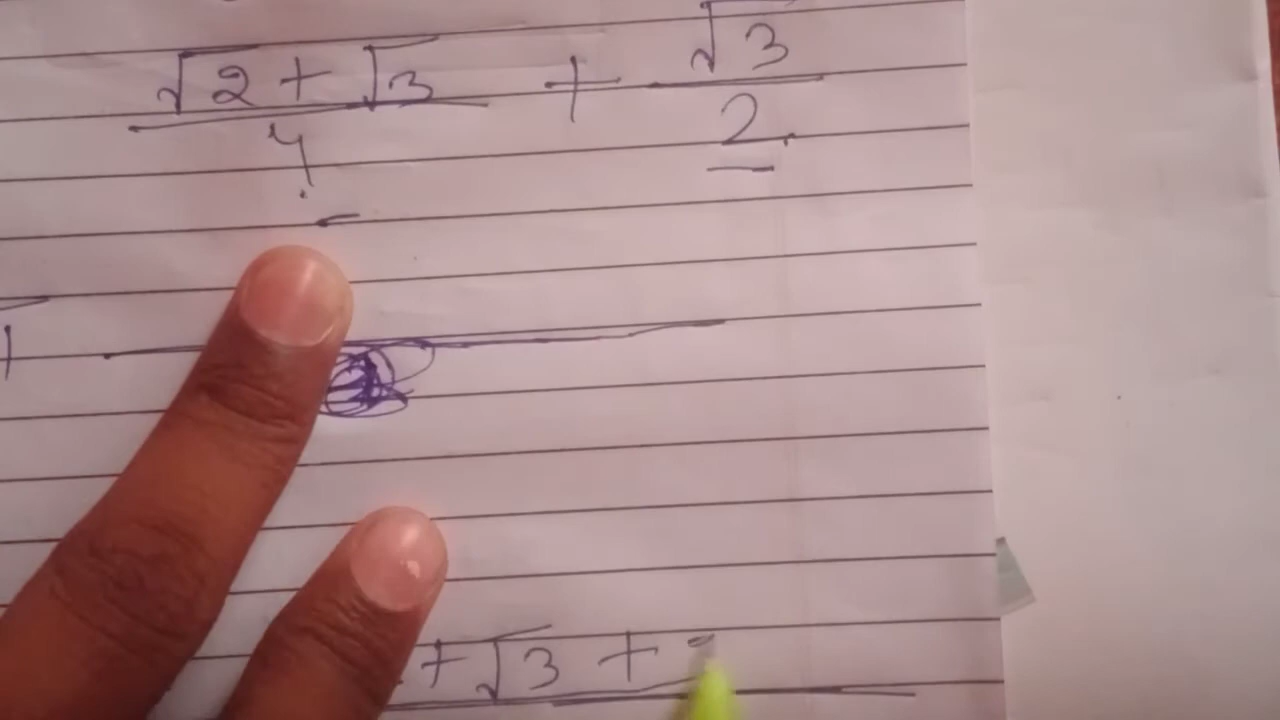 √2 + √3 + √3
4 2
+ √3 +